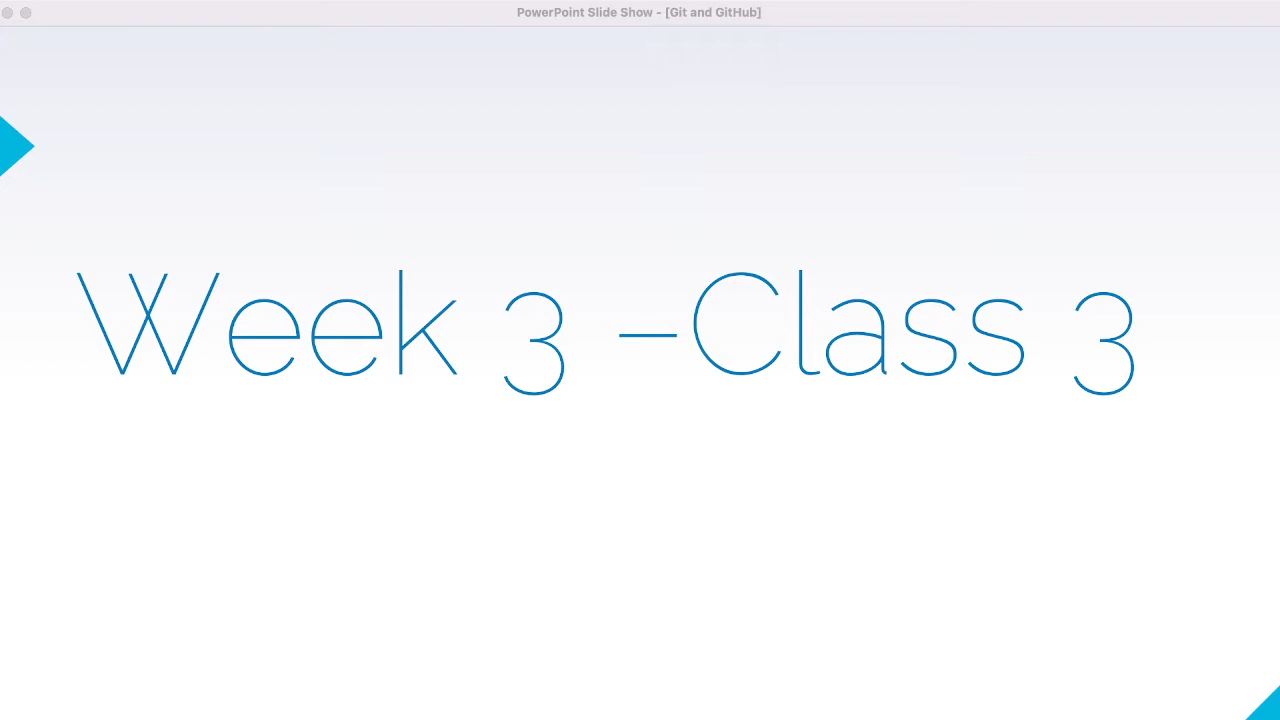 PowerPoint Slide Show - [Git and GitHub]
Week 3 –Class 3